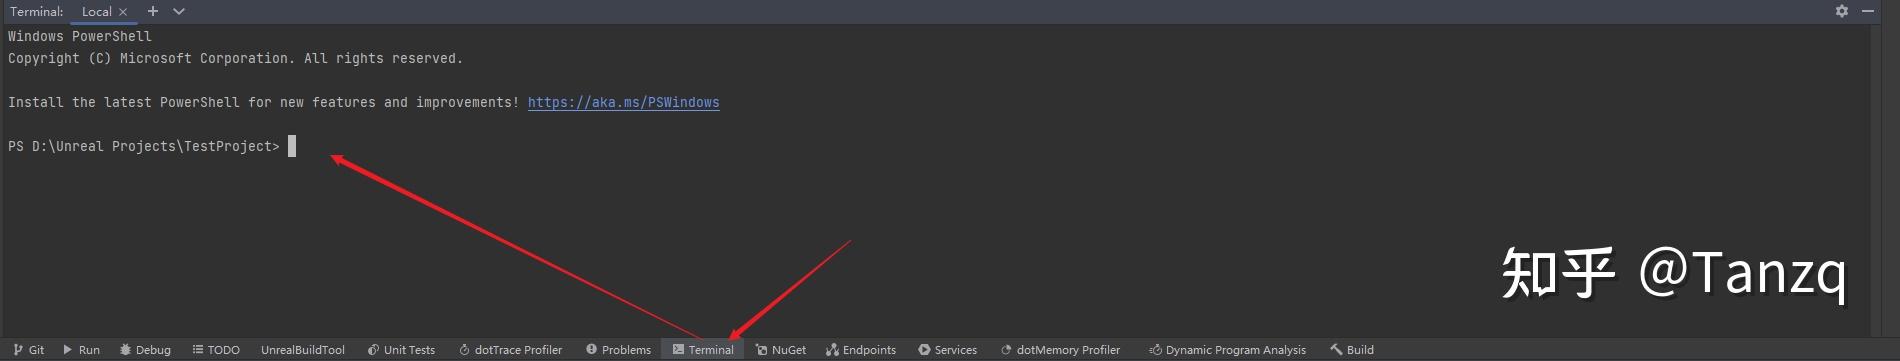 Terminal: Local
Windows PowerShell
Copyright (C) Microsoft Corporation. All rights reserved.
Install the latest PowerShell for new features and improvements! https://aka.ms/PSWindows
PS D:\Unreal Projects\TestProject>
知乎 @Tanzq
Git Run Debug TODO UnrealBuildTool Unit Tests dotTrace Profiler Problems Terminal NuGet Endpoints Services dotMemory Profiler Dynamic Program Analysis Build